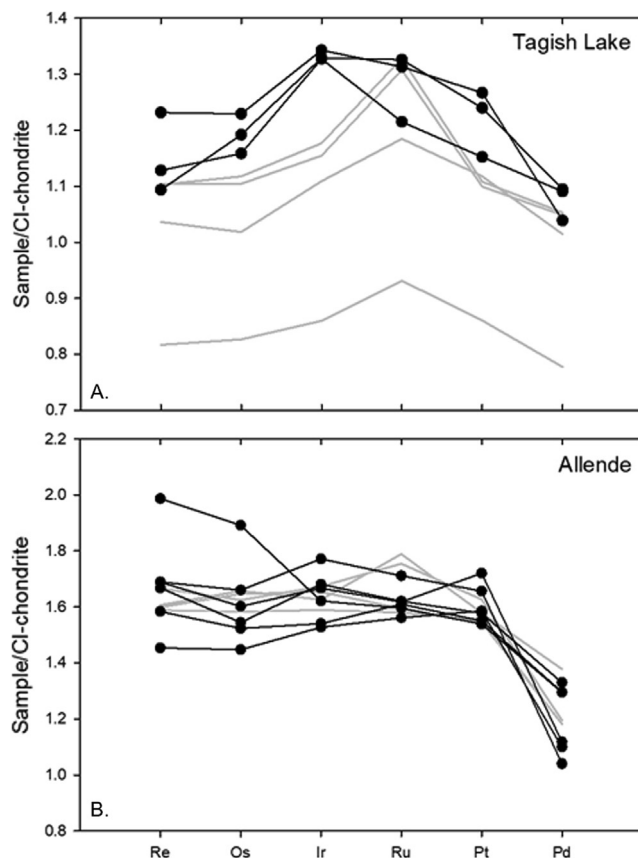 1.4
Tagish Lake
1.3
1.2
1.1
1.0
0.9
0.8
0.7
Sample/CI-chondrite
A.
2.2
Allende
2.0
1.8
1.6
1.4
1.2
1.0
0.8
Sample/CI-chondrite
B.
Re Os Ir Ru Pt Pd